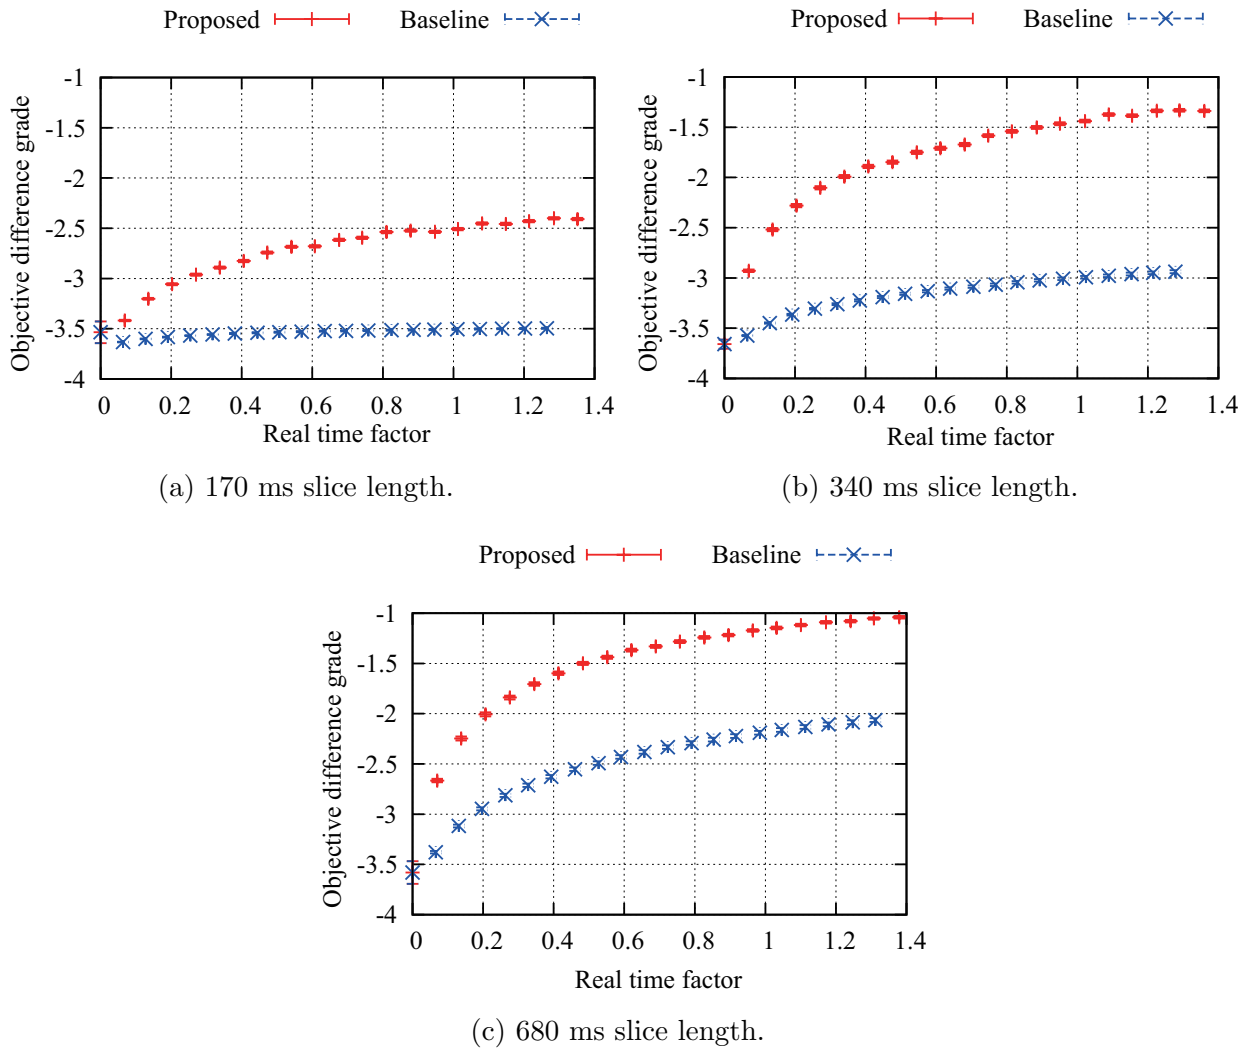 Proposed Baseline
-1
-1.5
-2
-2.5
-3
-3.5
-4
Objective difference grade
0 0.2 0.4 0.6 0.8 1 1.2 1.4
Real time factor
(a) 170 ms slice length.
Proposed Baseline
-1
-1.5
-2
-2.5
-3
-3.5
-4
Objective difference grade
0 0.2 0.4 0.6 0.8 1 1.2 1.4
Real time factor
(b) 340 ms slice length.
Proposed Baseline
-1
-1.5
-2
-2.5
-3
-3.5
-4
Objective difference grade
0 0.2 0.4 0.6 0.8 1 1.2 1.4
Real time factor
(c) 680 ms slice length.